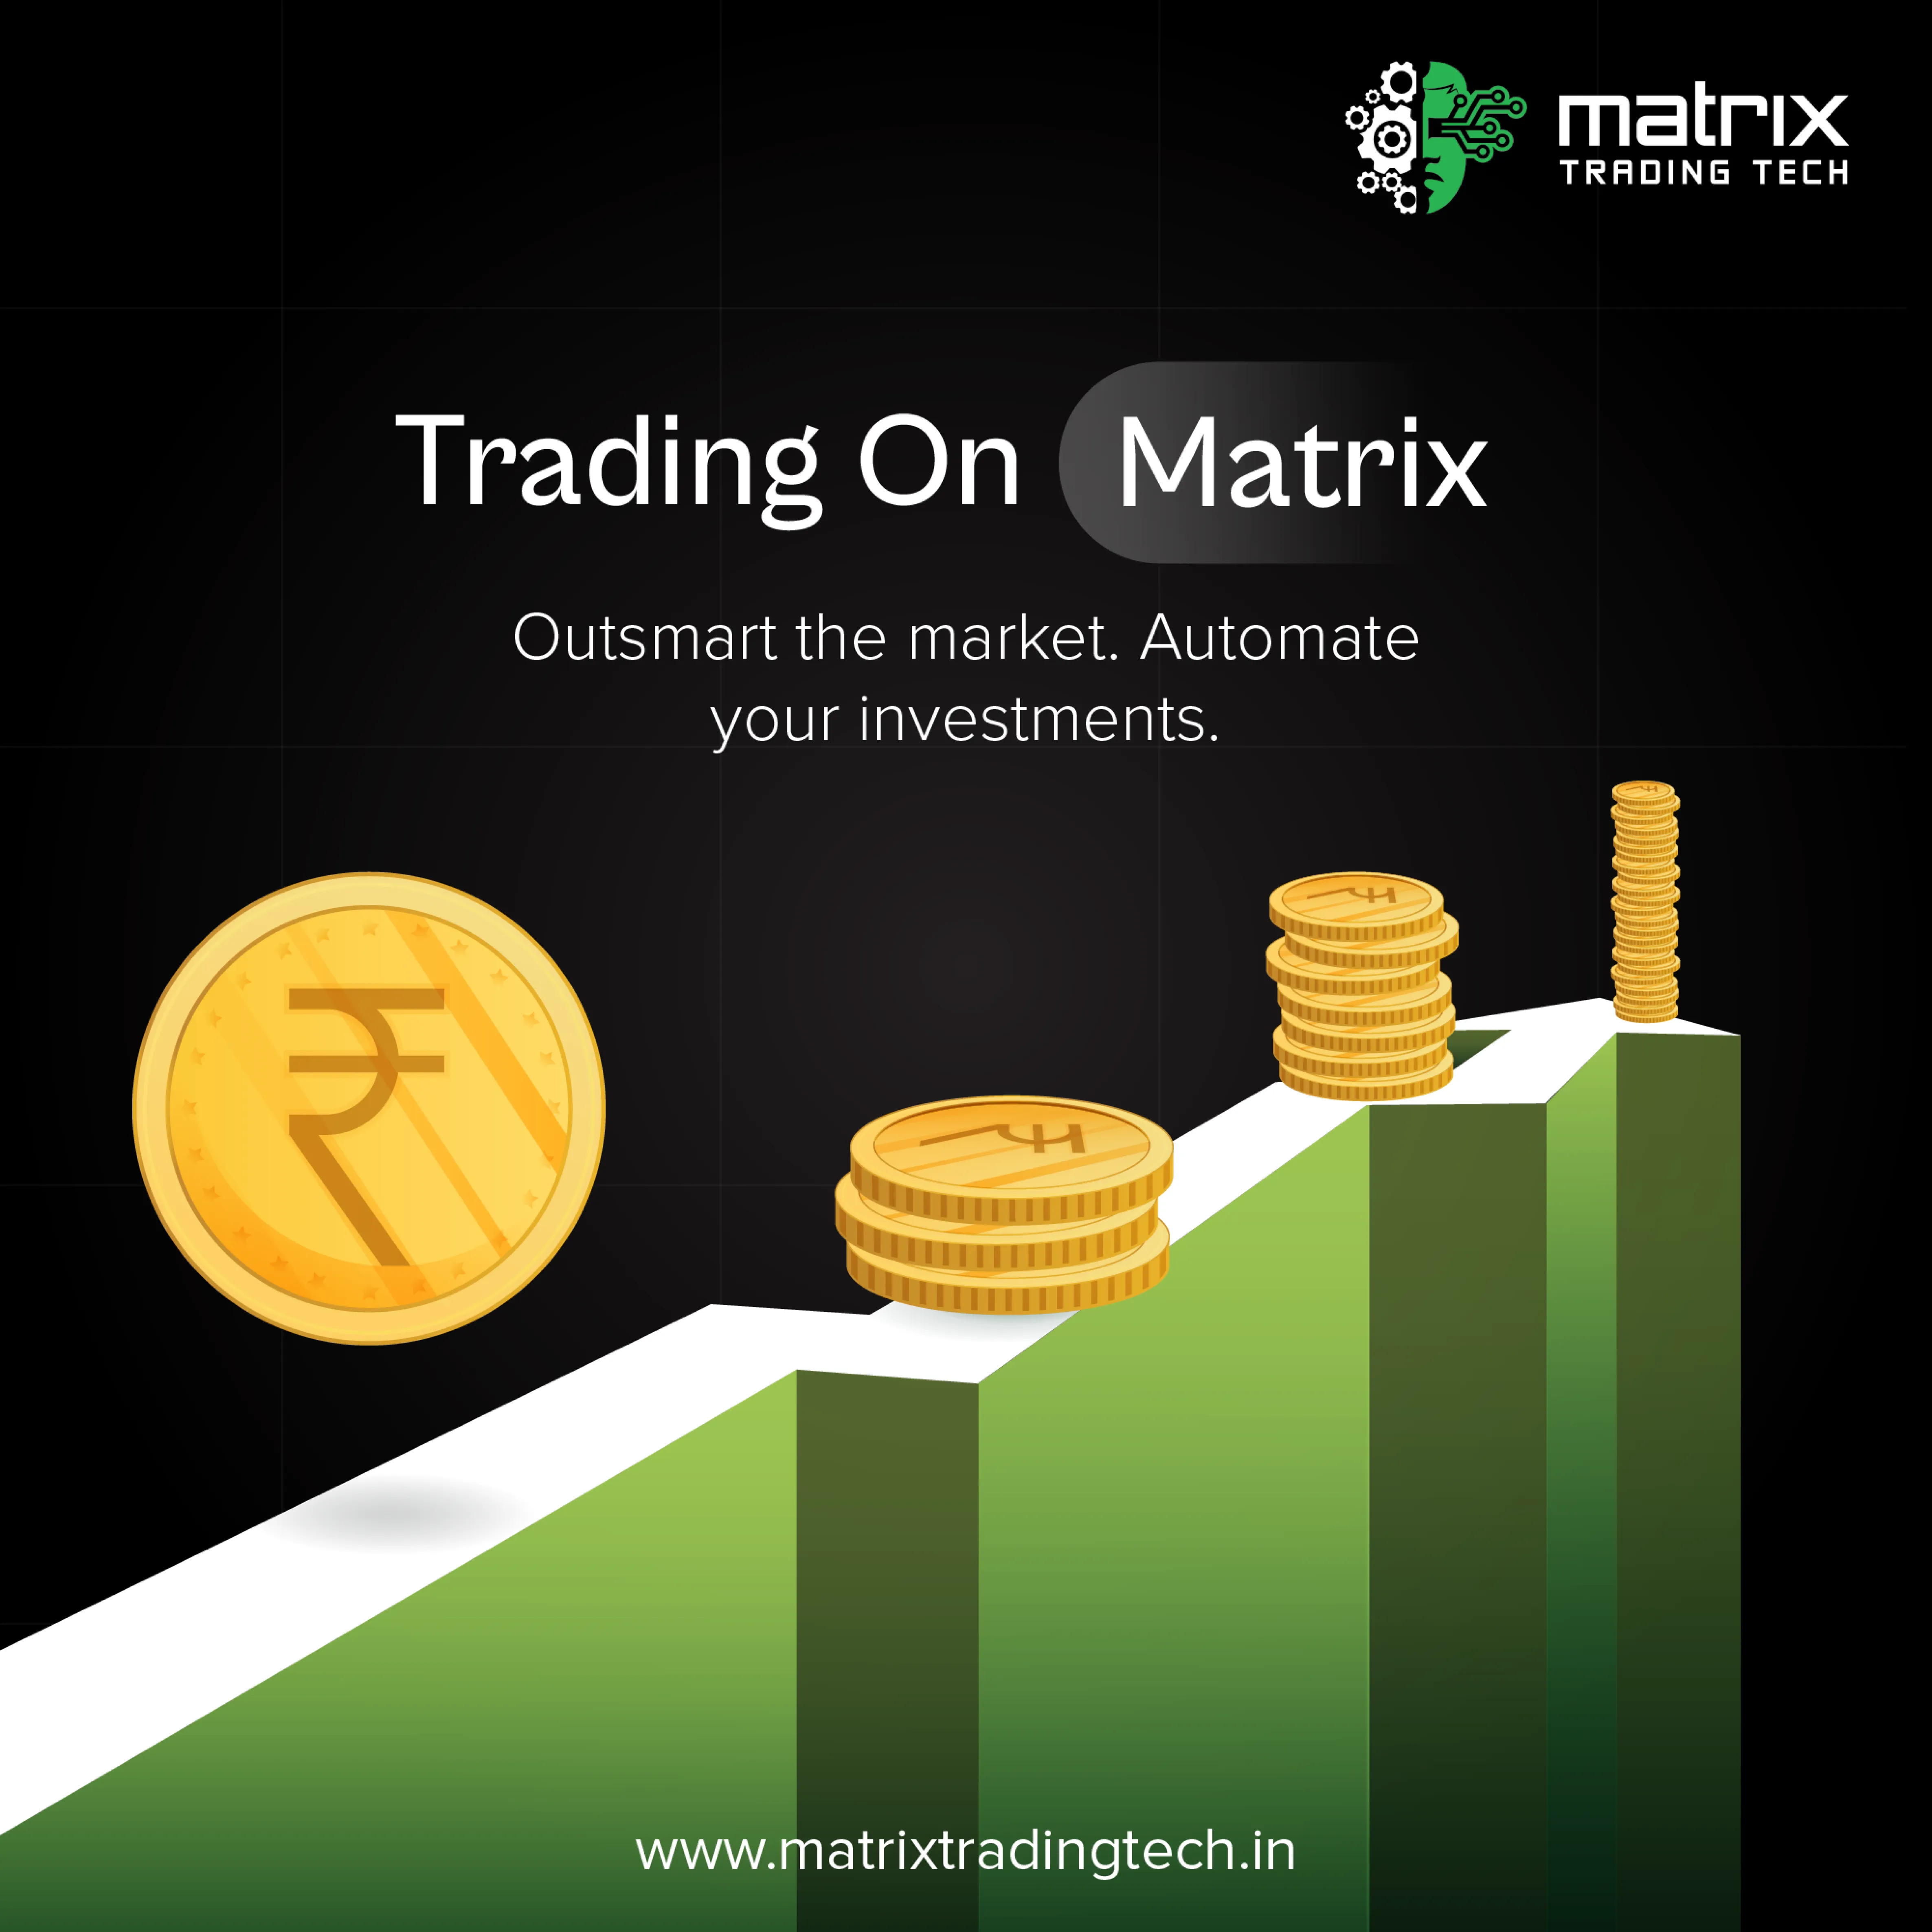 matrix
TRADING TECH
Trading On Matrix
Outsmart the market. Automate
your investments.
₹
www.matrixtradingtech.in